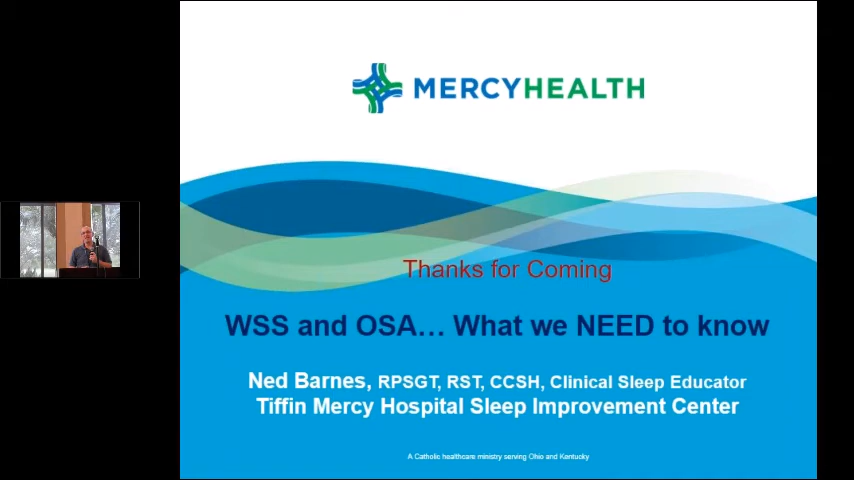 MERCYHEALTH
Thanks for Coming
WSS and OSA… What we NEED to know
Ned Barnes, RPSGT, RST, CCSH, Clinical Sleep Educator
Tiffin Mercy Hospital Sleep Improvement Center
A Catholic healthcare ministry serving Ohio and Kentucky